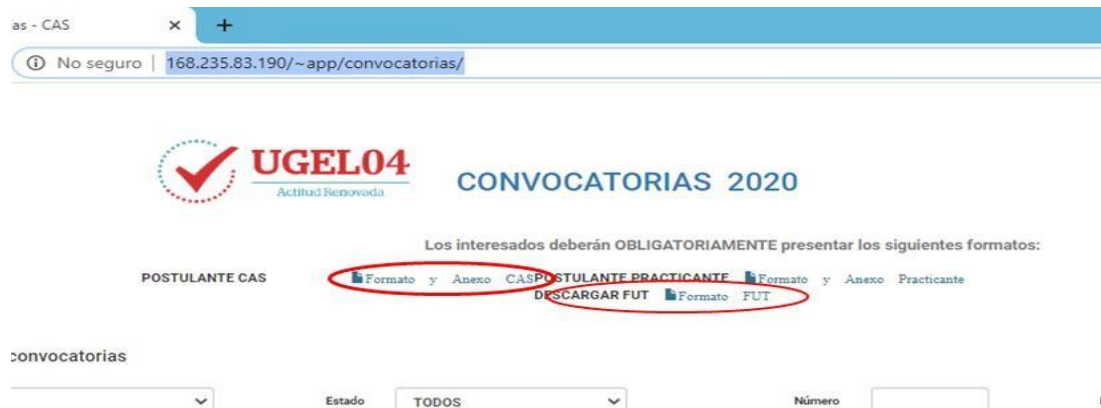 as - CAS
No seguro | 168.235.83.190/~app/convocatorias/
UGEL04
Actitud Renovada
CONVOCATORIAS 2020
Los interesados deberán OBLIGATORIAMENTE presentar los siguientes formatos:
POSTULANTE CAS Formato y Anexo CAS POSTULANTE PRACTICANTE Formato y Anexo Practicante
DESCARGAR FUT Formato FUT
convocatorias
Estado TODOS Número